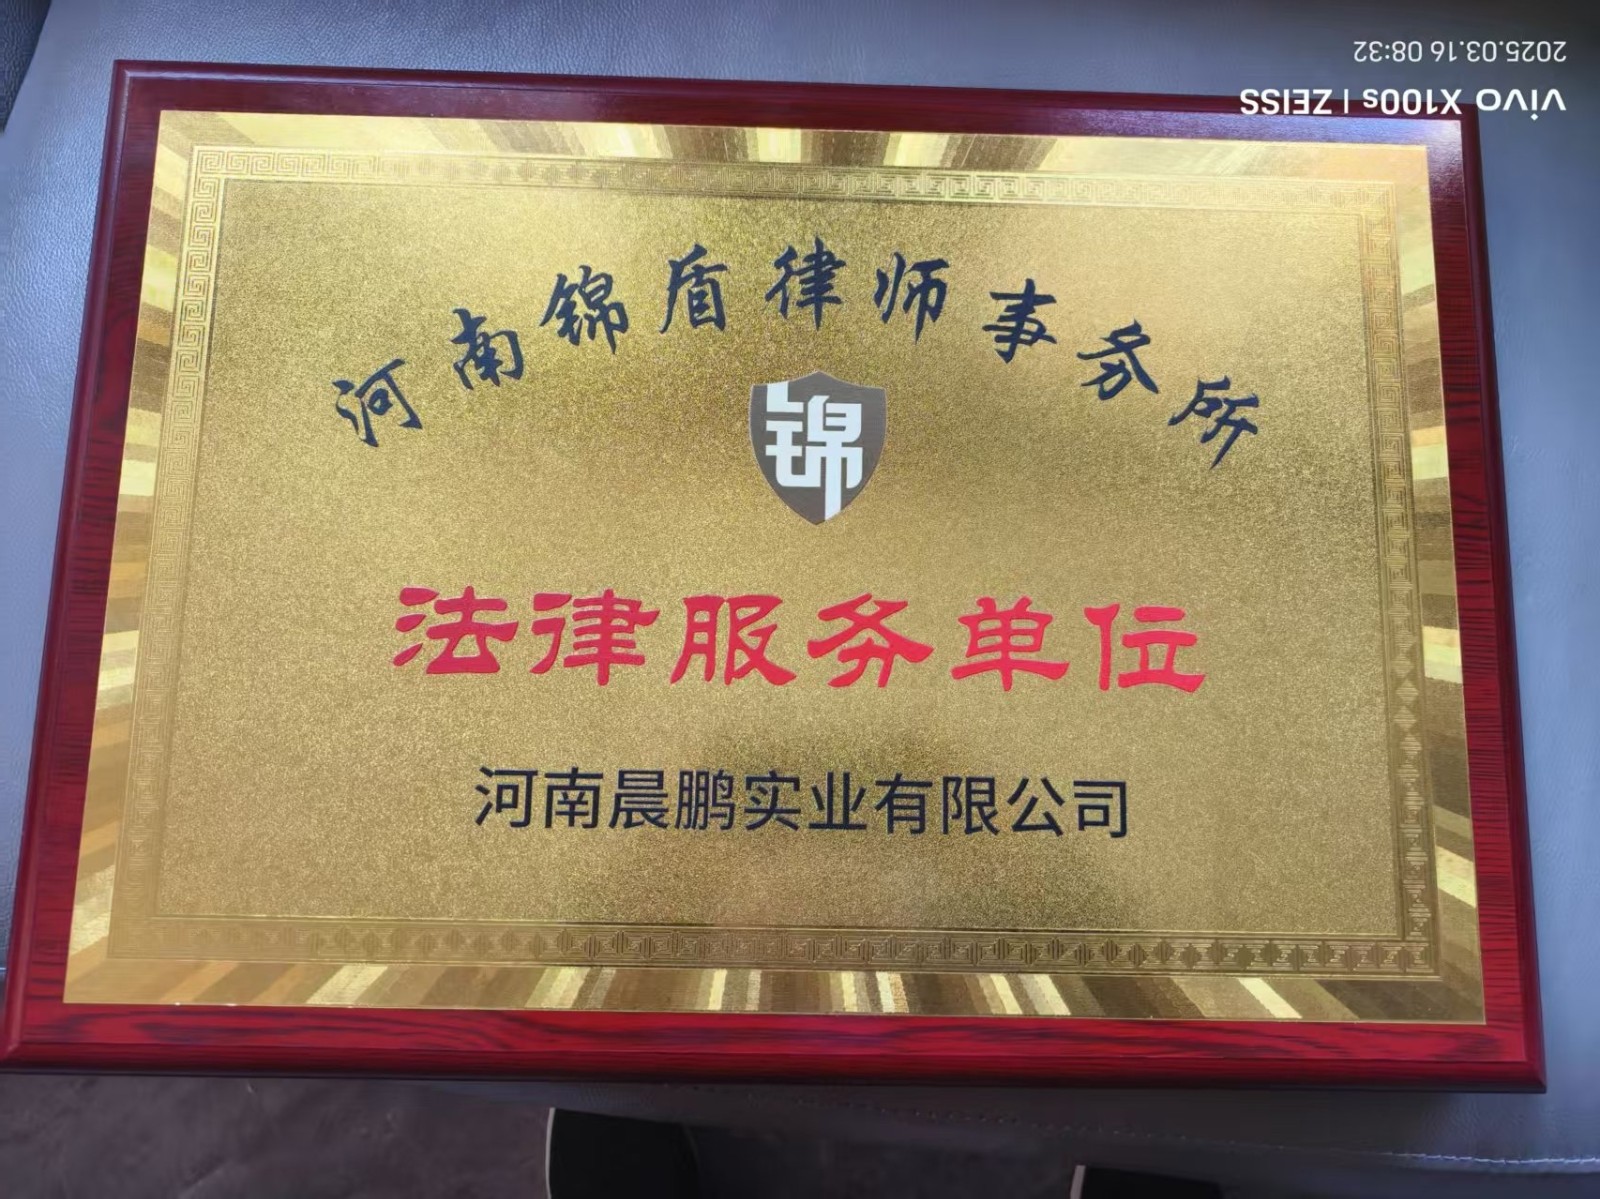 河南锦盾律师事务所
锦
法律服务单位
河南晨鹏实业有限公司
vivo X100s | ZEISS
2025.03.16 08:32